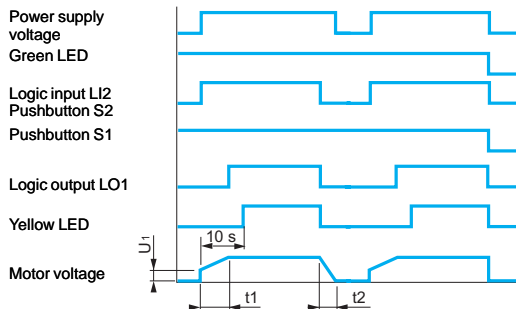 Power supply
voltage
Green LED
Logic input LI2
Pushbutton S2
Pushbutton S1
Logic output LO1
Yellow LED
10 s
U1
Motor voltage
t1
t2